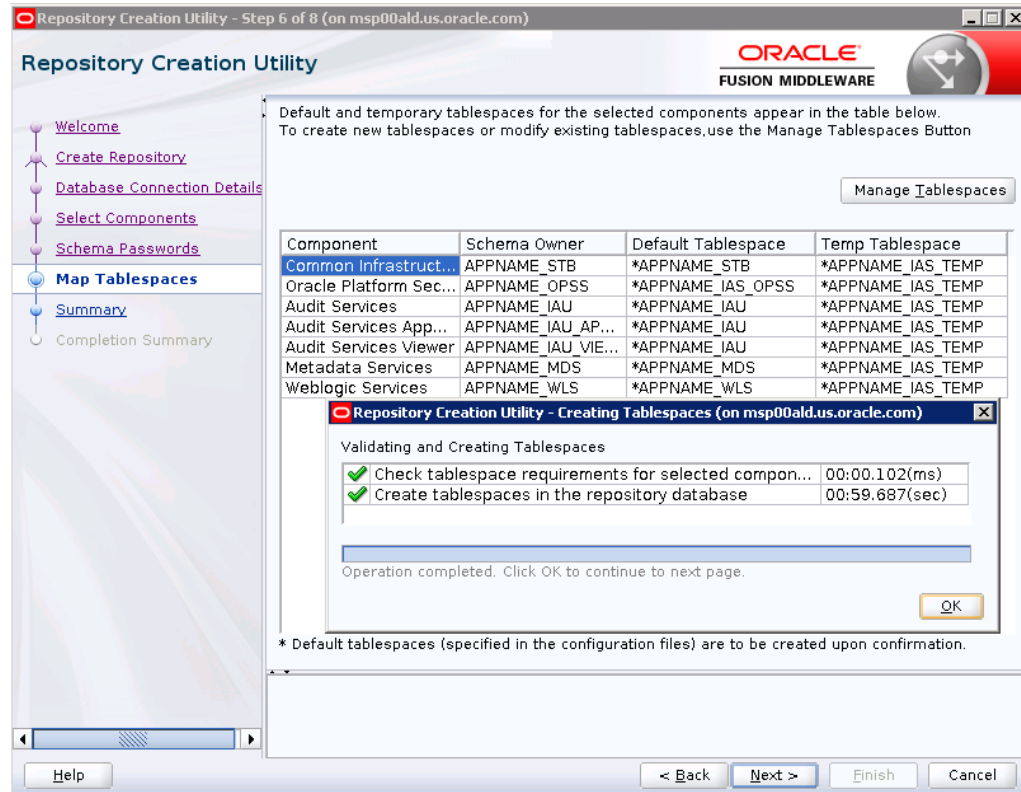 Repository Creation Utility - Step 6 of 8 (on msp00ald.us.oracle.com)
Repository Creation Utility
ORACLE
FUSION MIDDLEWARE
Welcome
Create Repository
Database Connection Details
Select Components
Schema Passwords
Map Tablespaces
Summary
Completion Summary
Default and temporary tablespaces for the selected components appear in the table below.
To create new tablespaces or modify existing tablespaces,use the Manage Tablespaces Button
Manage Tablespaces
Component Schema Owner Default Tablespace Temp Tablespace
Common Infrastruct... APPNAME_STB *APPNAME_STB *APPNAME_IAS_TEMP
Oracle Platform Sec... APPNAME_OPSS *APPNAME_IAS_OPSS *APPNAME_IAS_TEMP
Audit Services APPNAME_IAU *APPNAME_IAU *APPNAME_IAS_TEMP
Audit Services App... APPNAME_IAU_AP... *APPNAME_IAU *APPNAME_IAS_TEMP
Audit Services Viewer APPNAME_IAU_VIE... *APPNAME_IAU *APPNAME_IAS_TEMP
Metadata Services APPNAME_MDS *APPNAME_MDS *APPNAME_IAS_TEMP
Weblogic Services APPNAME_WLS *APPNAME_WLS *APPNAME_IAS_TEMP
Repository Creation Utility - Creating Tablespaces (on msp00ald.us.oracle.com)
Validating and Creating Tablespaces
Check tablespace requirements for selected compon... 00:00.102(ms)
Create tablespaces in the repository database 00:59.687(sec)
Operation completed. Click OK to continue to next page.
OK
* Default tablespaces (specified in the configuration files) are to be created upon confirmation.
Help
< Back
Next >
Finish
Cancel